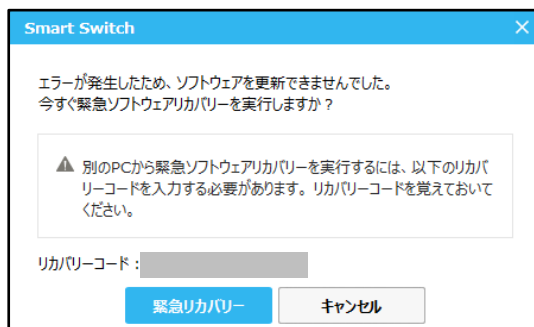 Smart Switch
エラーが発生したため、ソフトウェアを更新できませんでした。
今すぐ緊急ソフトウェアリカバリーを実行しますか？
別のPCから緊急ソフトウェアリカバリーを実行するには、以下のリカバ
リーコードを入力する必要があります。リカバリーコードを覚えておいて
ください。
リカバリーコード：
緊急リカバリー キャンセル